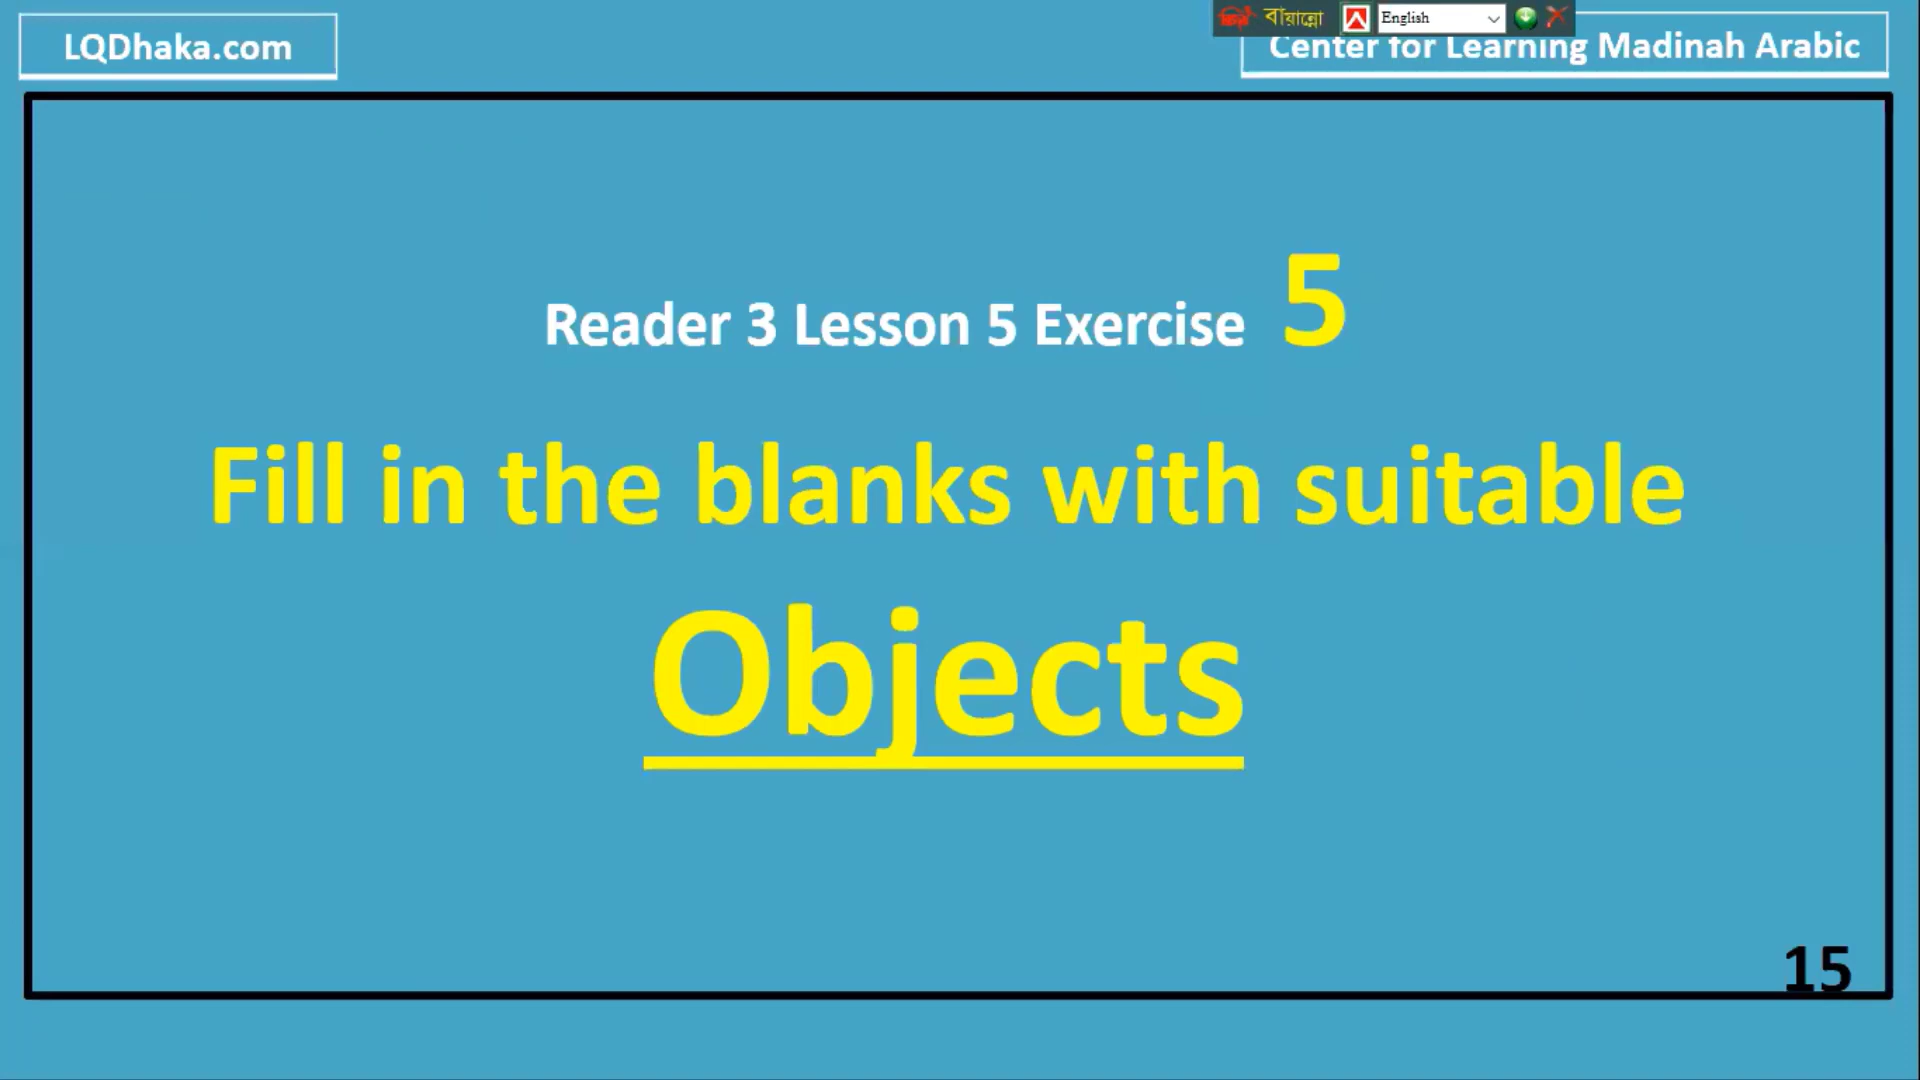 LQDhaka.com
বায়ান্নো
English
Center for Learning Madinah Arabic
Reader 3 Lesson 5 Exercise 5
Fill in the blanks with suitable
Objects
15